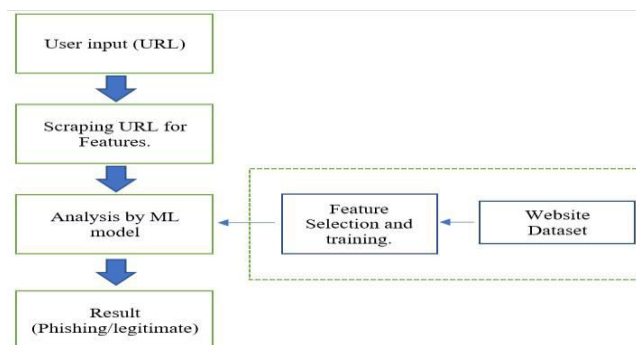 User input (URL)
Scraping URL for
Features.
Analysis by ML
model
Feature
Selection and
training.
Website
Dataset
Result
(Phishing/legitimate)